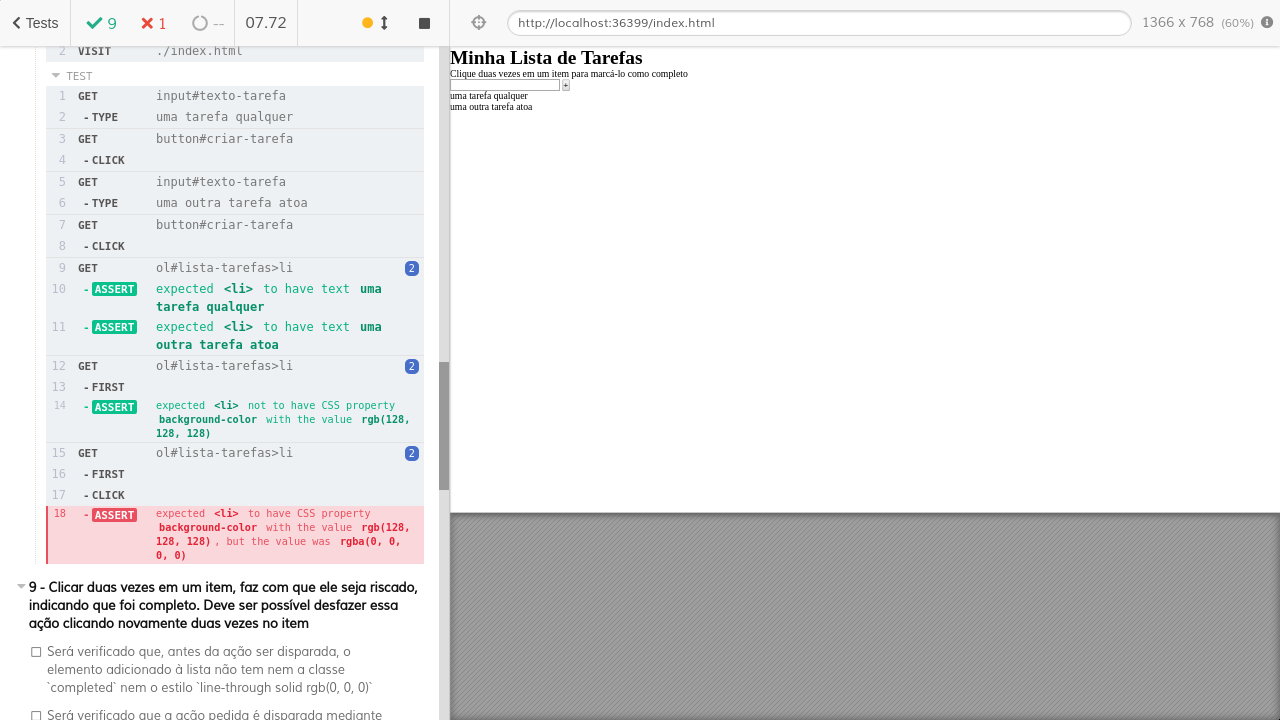 Tests 9 1 -- 07.72 http://localhost:36399/index.html 1366 x 768 (60%)
2 VISIT ./index.html
TEST
1 GET input#texto-tarefa
2 -TYPE uma tarefa qualquer
3 GET button#criar-tarefa
4 -CLICK
5 GET input#texto-tarefa
6 -TYPE uma outra tarefa atoa
7 GET button#criar-tarefa
8 -CLICK
9 GET ol#lista-tarefas>li 2
10 -ASSERT expected <li> to have text uma
tarefa qualquer
11 -ASSERT expected <li> to have text uma
outra tarefa atoa
12 GET ol#lista-tarefas>li 2
13 -FIRST
14 -ASSERT expected <li> not to have CSS property
background-color with the value rgb(128,
128, 128)
15 GET ol#lista-tarefas>li 2
16 -FIRST
17 -CLICK
18 -ASSERT expected <li> to have CSS property
background-color with the value rgb(128,
128, 128), but the value was rgba(0, 0,
0, 0)
9 - Clicar duas vezes em um item, faz com que ele seja riscado,
indicando que foi completo. Deve ser possível desfazer essa
ação clicando novamente duas vezes no item
Será verificado que, antes da ação ser disparada, o
elemento adicionado à lista não tem nem a classe
`completed` nem o estilo `line-through solid rgb(0, 0, 0)`
Será verificado que a ação pedida é disparada mediante
Minha Lista de Tarefas
Clique duas vezes em um item para marcá-lo como completo
+
uma tarefa qualquer
uma outra tarefa atoa